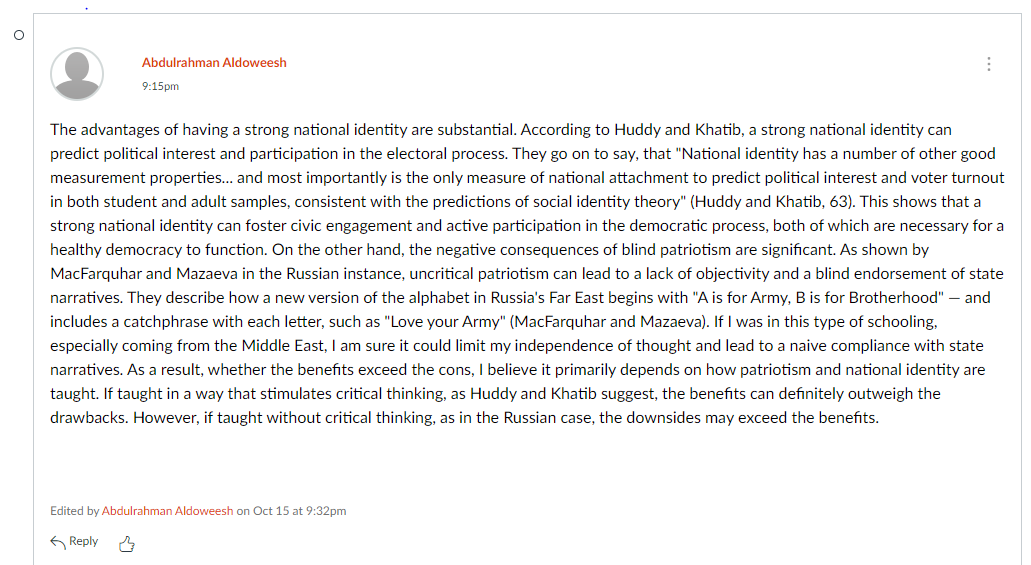 Abdulrahman Aldoweesh
9:15pm
The advantages of having a strong national identity are substantial. According to Huddy and Khatib, a strong national identity can
predict political interest and participation in the electoral process. They go on to say, that "National identity has a number of other good
measurement properties... and most importantly is the only measure of national attachment to predict political interest and voter turnout
in both student and adult samples, consistent with the predictions of social identity theory" (Huddy and Khatib, 63). This shows that a
strong national identity can foster civic engagement and active participation in the democratic process, both of which are necessary for a
healthy democracy to function. On the other hand, the negative consequences of blind patriotism are significant. As shown by
MacFarquhar and Mazaeva in the Russian instance, uncritical patriotism can lead to a lack of objectivity and a blind endorsement of state
narratives. They describe how a new version of the alphabet in Russia's Far East begins with "A is for Army, B is for Brotherhood" — and
includes a catchphrase with each letter, such as "Love your Army" (MacFarquhar and Mazaeva). If I was in this type of schooling,
especially coming from the Middle East, I am sure it could limit my independence of thought and lead to a naive compliance with state
narratives. As a result, whether the benefits exceed the cons, I believe it primarily depends on how patriotism and national identity are
taught. If taught in a way that stimulates critical thinking, as Huddy and Khatib suggest, the benefits can definitely outweigh the
drawbacks. However, if taught without critical thinking, as in the Russian case, the downsides may exceed the benefits.
Edited by Abdulrahman Aldoweesh on Oct 15 at 9:32pm
Reply